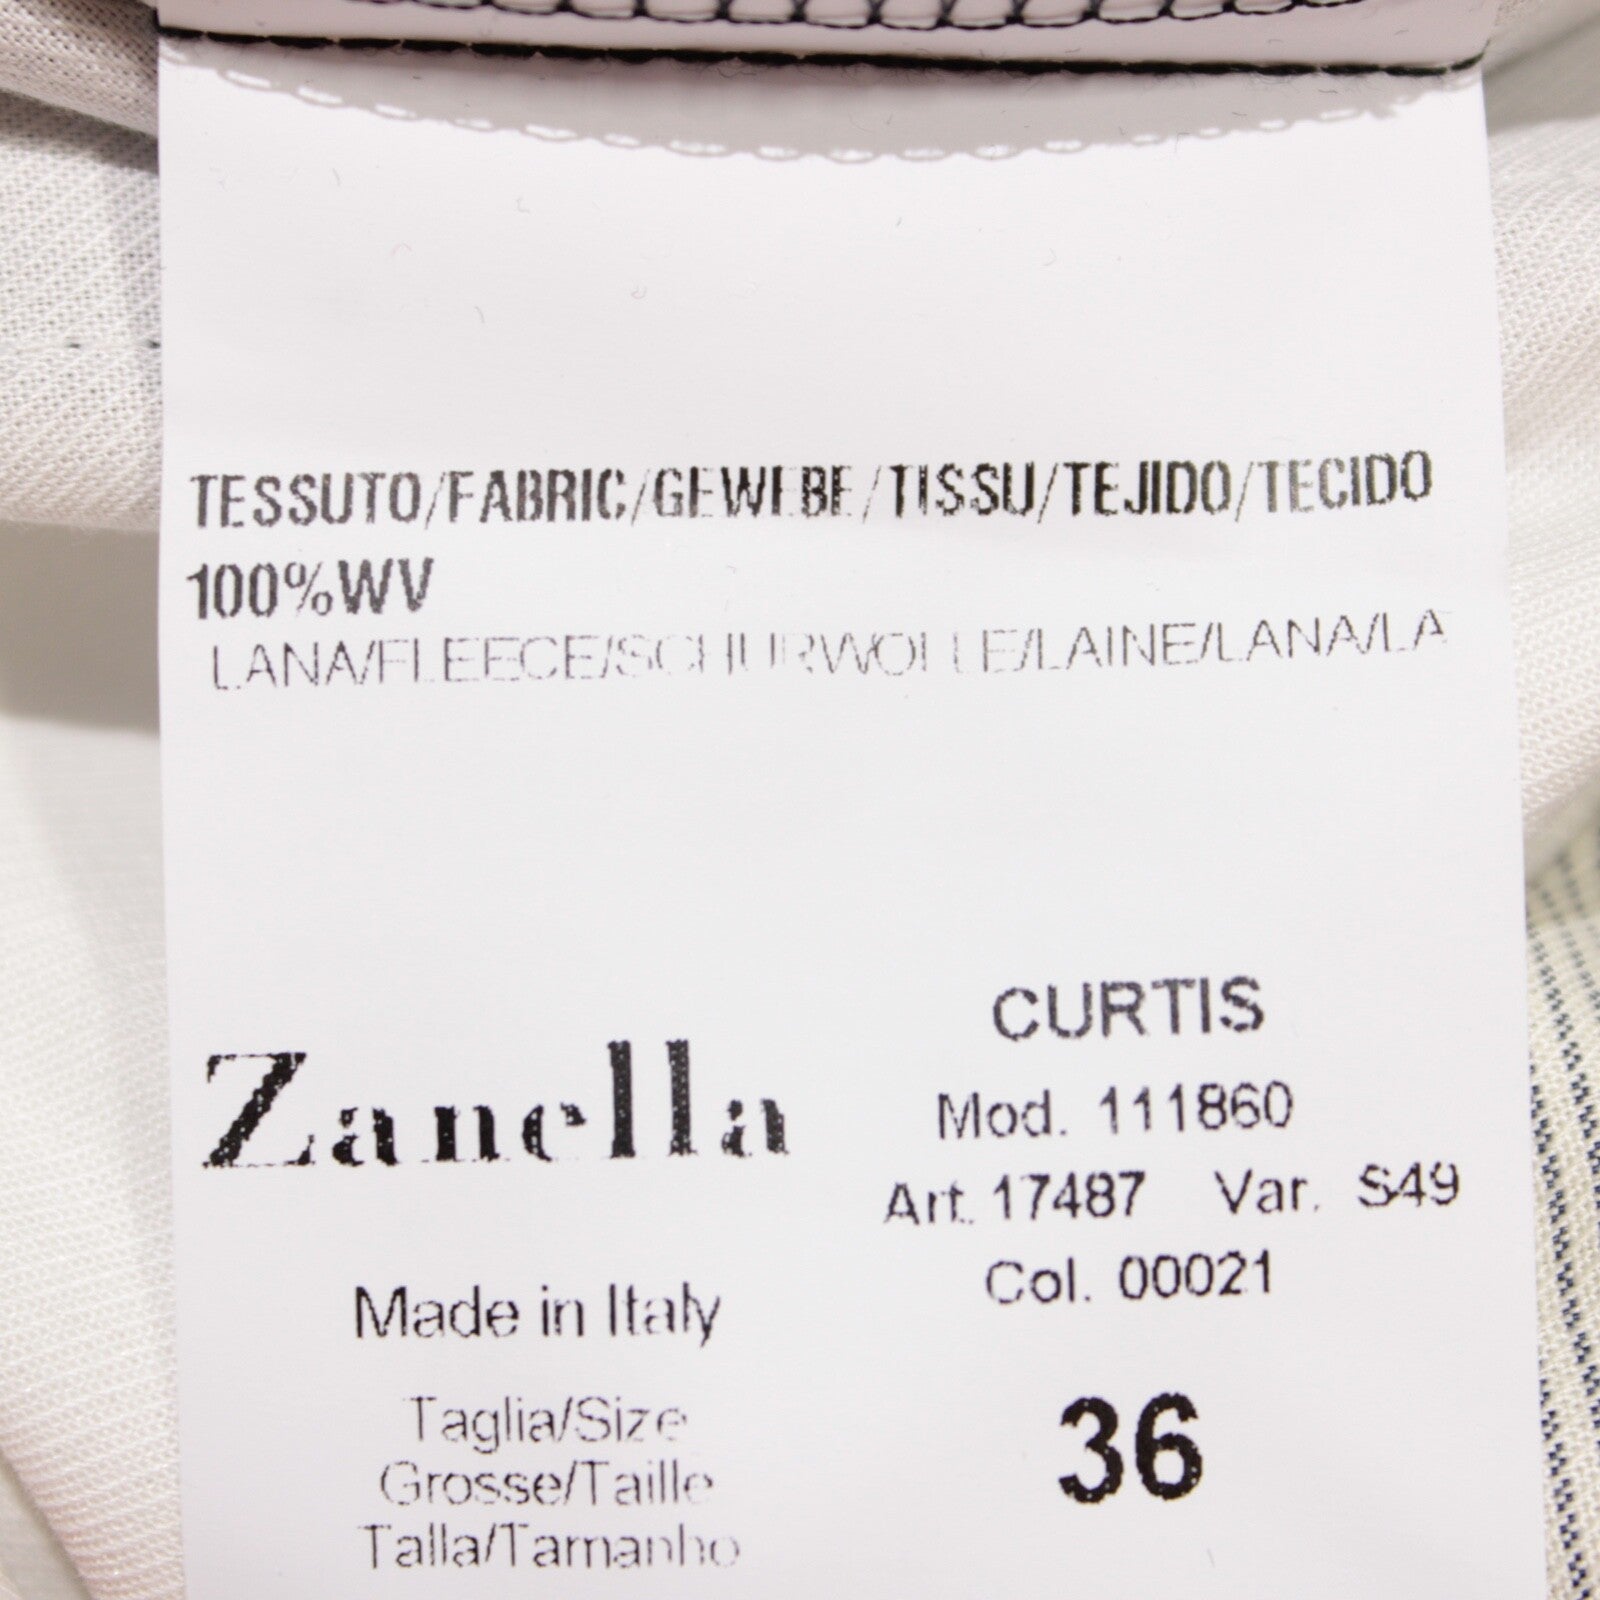 TESSUTO/FABRIC/GEWEBE/TISSU/TEJIDO/TECIDO
100%WV
LANA/FLEECE/SCHURWOLLE/LAINE/LANA/LA
Zanella
Made in Italy
Taglia/Size
Grosse/Taille
Talla/Tamanho
CURTIS
Mod. 111860
Art. 17487 Var. S49
Col. 00021
36